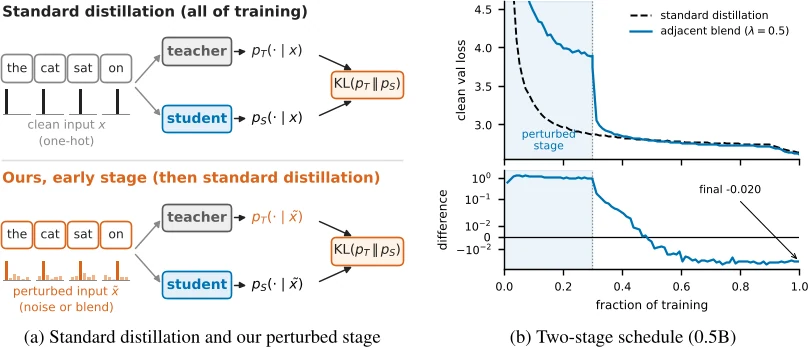 Standard distillation (all of training)
the cat sat on
clean input x
(one-hot)
teacher
p_T(· | x)
student
p_S(· | x)
KL(p_T ∥ p_S)
Ours, early stage (then standard distillation)
the cat sat on
perturbed input x̃
(noise or blend)
teacher
p_T(· | x̃)
student
p_S(· | x̃)
KL(p_T ∥ p_S)
(a) Standard distillation and our perturbed stage
clean val loss
4.5
4.0
3.5
3.0
standard distillation
adjacent blend (λ = 0.5)
perturbed
stage
difference
10⁰
10⁻¹
10⁻²
0
−10⁻²
final -0.020
0.0 0.2 0.4 0.6 0.8 1.0
fraction of training
(b) Two-stage schedule (0.5B)